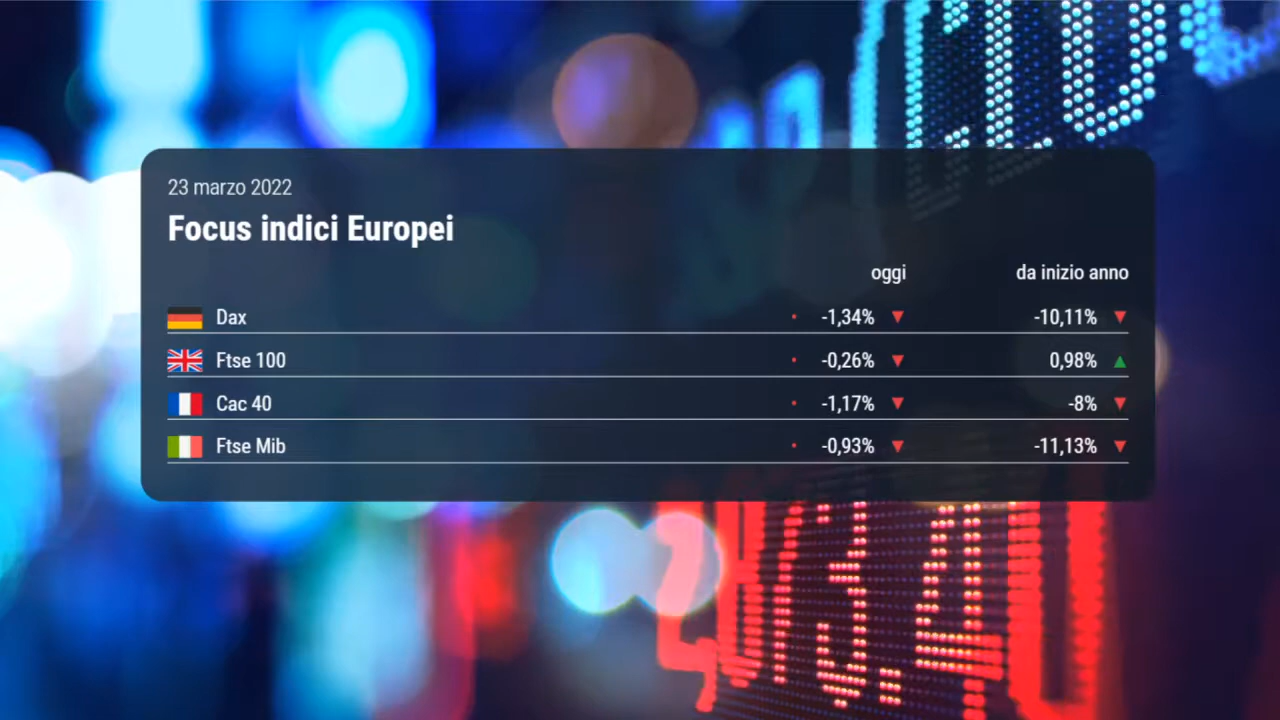 23 marzo 2022
Focus indici Europei
oggi da inizio anno
Dax -1,34% ▼ -10,11% ▼
Ftse 100 -0,26% ▼ 0,98% ▲
Cac 40 -1,17% ▼ -8% ▼
Ftse Mib -0,93% ▼ -11,13% ▼